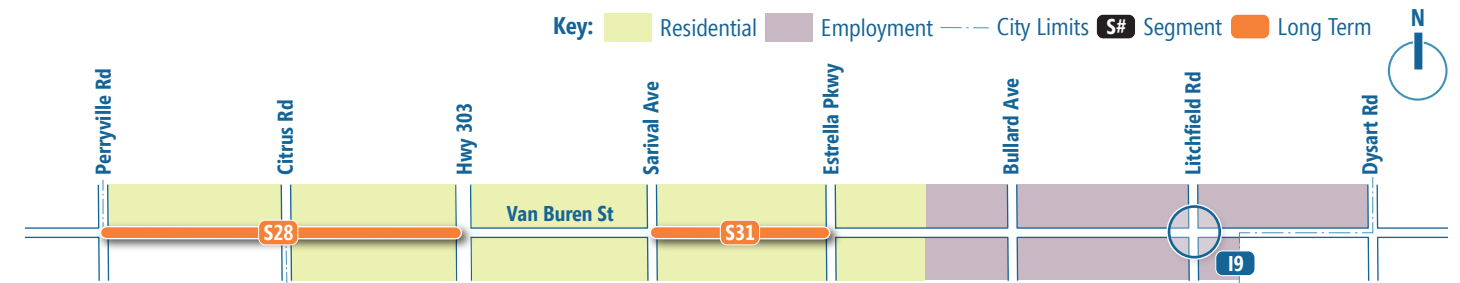 Key: Residential Employment City Limits S# Segment Long Term
N
Perryville Rd
Citrus Rd
Hwy 303
Sarival Ave
Estrella Pkwy
Bullard Ave
Litchfield Rd
Dysart Rd
Van Buren St
S28
S31
I9